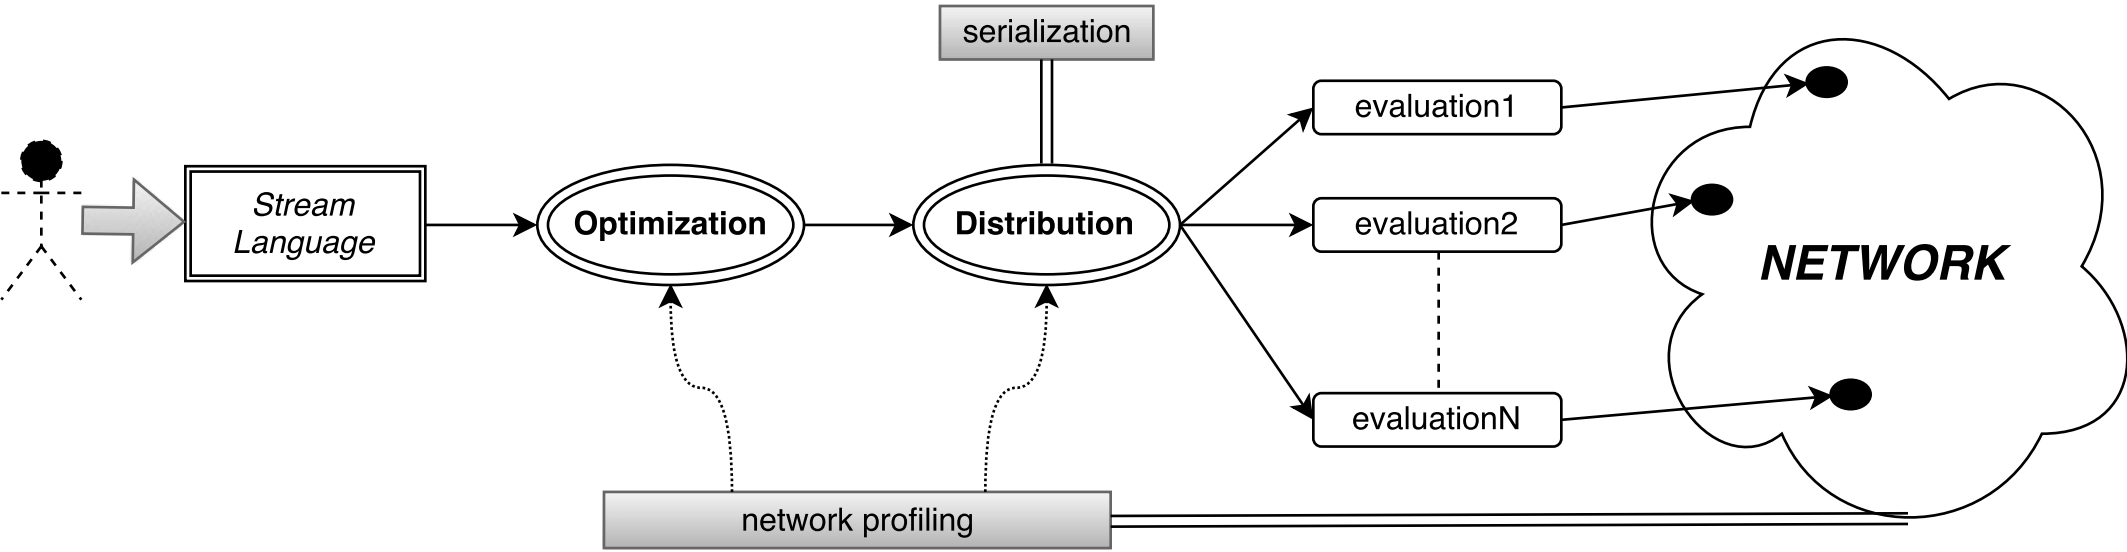 serialization
Stream
Language
Optimization
Distribution
evaluation1
evaluation2
evaluationN
NETWORK
network profiling